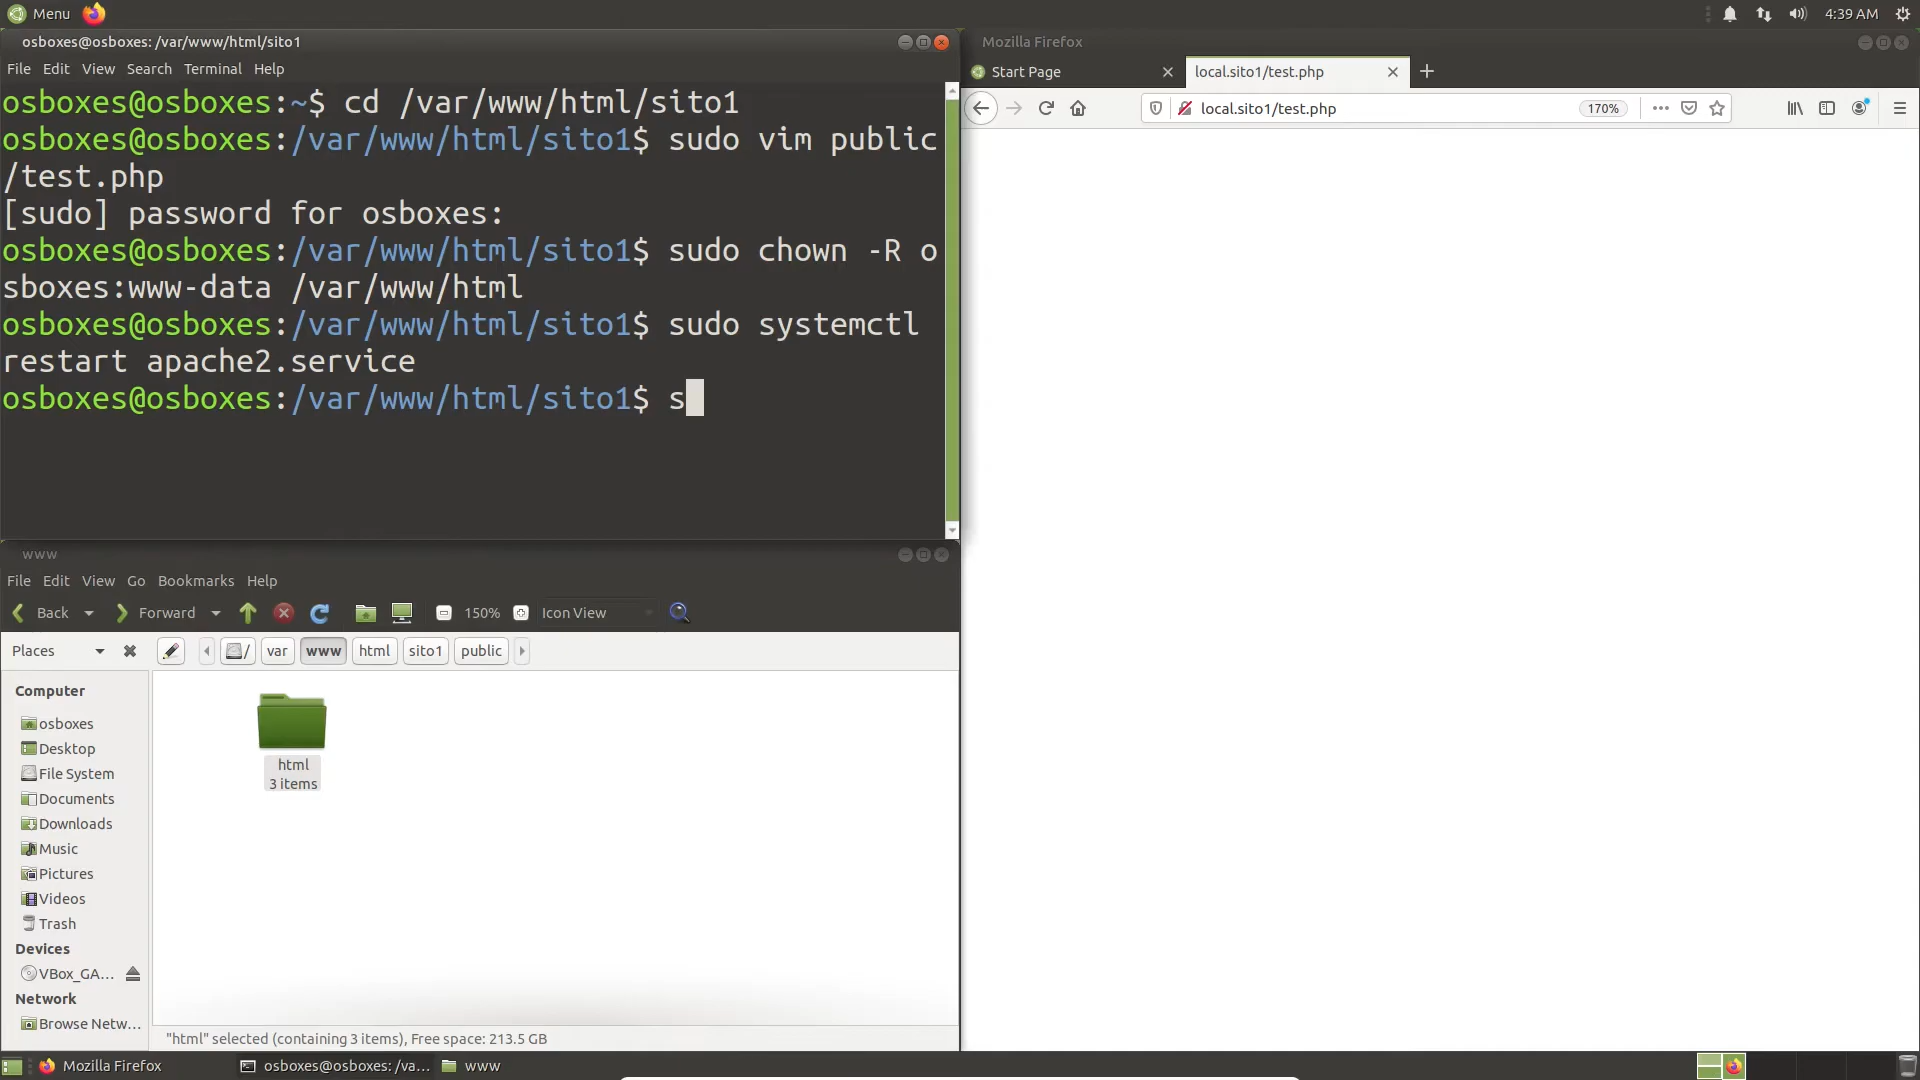 Menu
4:39 AM
osboxes@osboxes: /var/www/html/sito1
File Edit View Search Terminal Help
osboxes@osboxes:~$ cd /var/www/html/sito1
osboxes@osboxes:/var/www/html/sito1$ sudo vim public
/test.php
[sudo] password for osboxes:
osboxes@osboxes:/var/www/html/sito1$ sudo chown -R o
sboxes:www-data /var/www/html
osboxes@osboxes:/var/www/html/sito1$ sudo systemctl
restart apache2.service
osboxes@osboxes:/var/www/html/sito1$ s
Mozilla Firefox
Start Page
local.sito1/test.php
local.sito1/test.php
170%
www
File Edit View Go Bookmarks Help
Back Forward 150% Icon View
Places / var www html sito1 public
Computer
osboxes
Desktop
File System
Documents
Downloads
Music
Pictures
Videos
Trash
Devices
VBox_GA...
Network
Browse Netw...
html
3 items
"html" selected (containing 3 items), Free space: 213.5 GB
Mozilla Firefox
osboxes@osboxes: /va...
www